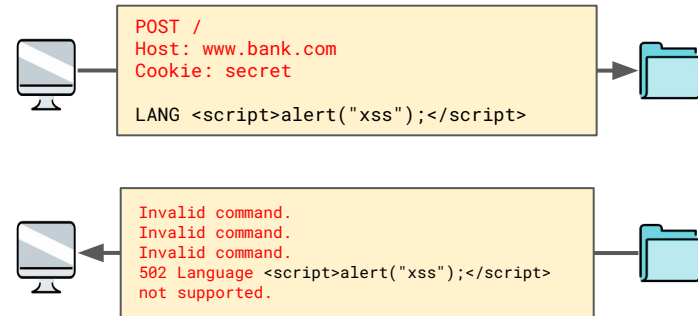 POST /
Host: www.bank.com
Cookie: secret
LANG <script>alert("xss");</script>
Invalid command.
Invalid command.
Invalid command.
502 Language <script>alert("xss");</script>
not supported.